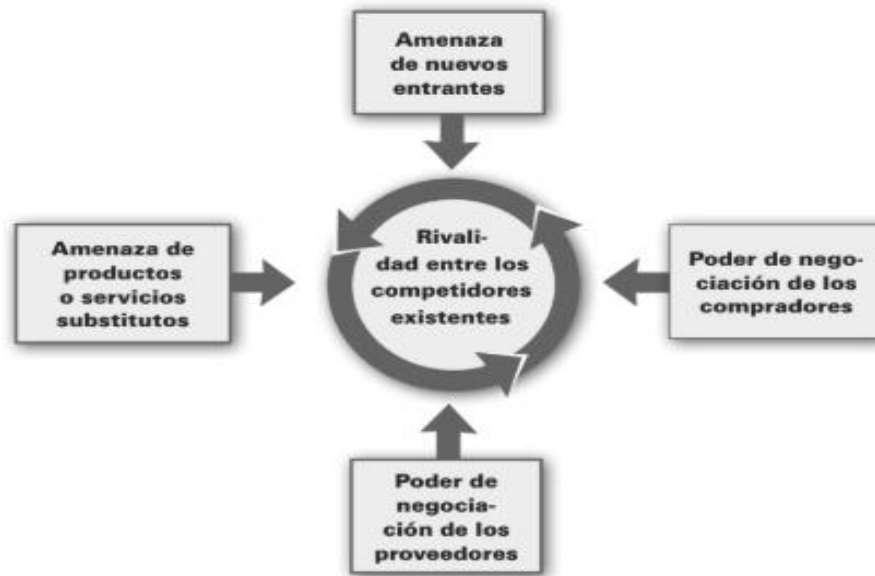 Amenaza
de nuevos
entrantes
Amenaza de
productos
o servicios
substitutos
Rivali-
dad entre los
competidores
existentes
Poder de nego-
ciación de los
compradores
Poder de
negocia-
ción de los
proveedores